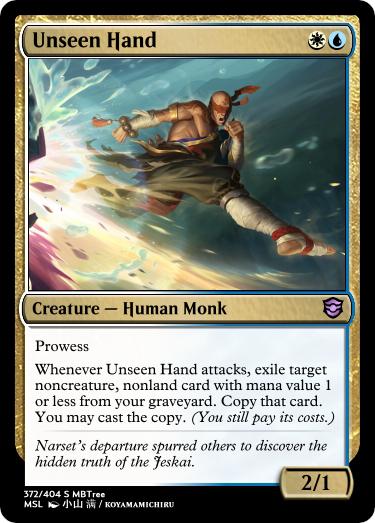 Unseen Hand
Creature — Human Monk
Prowess
Whenever Unseen Hand attacks, exile target
noncreature, nonland card with mana value 1
or less from your graveyard. Copy that card.
You may cast the copy. (You still pay its costs.)
Narset's departure spurred others to discover the
hidden truth of the Jeskai.
2/1
372/404 S MBTree
MSL 小山 满 / KOYAMAMICHIRU